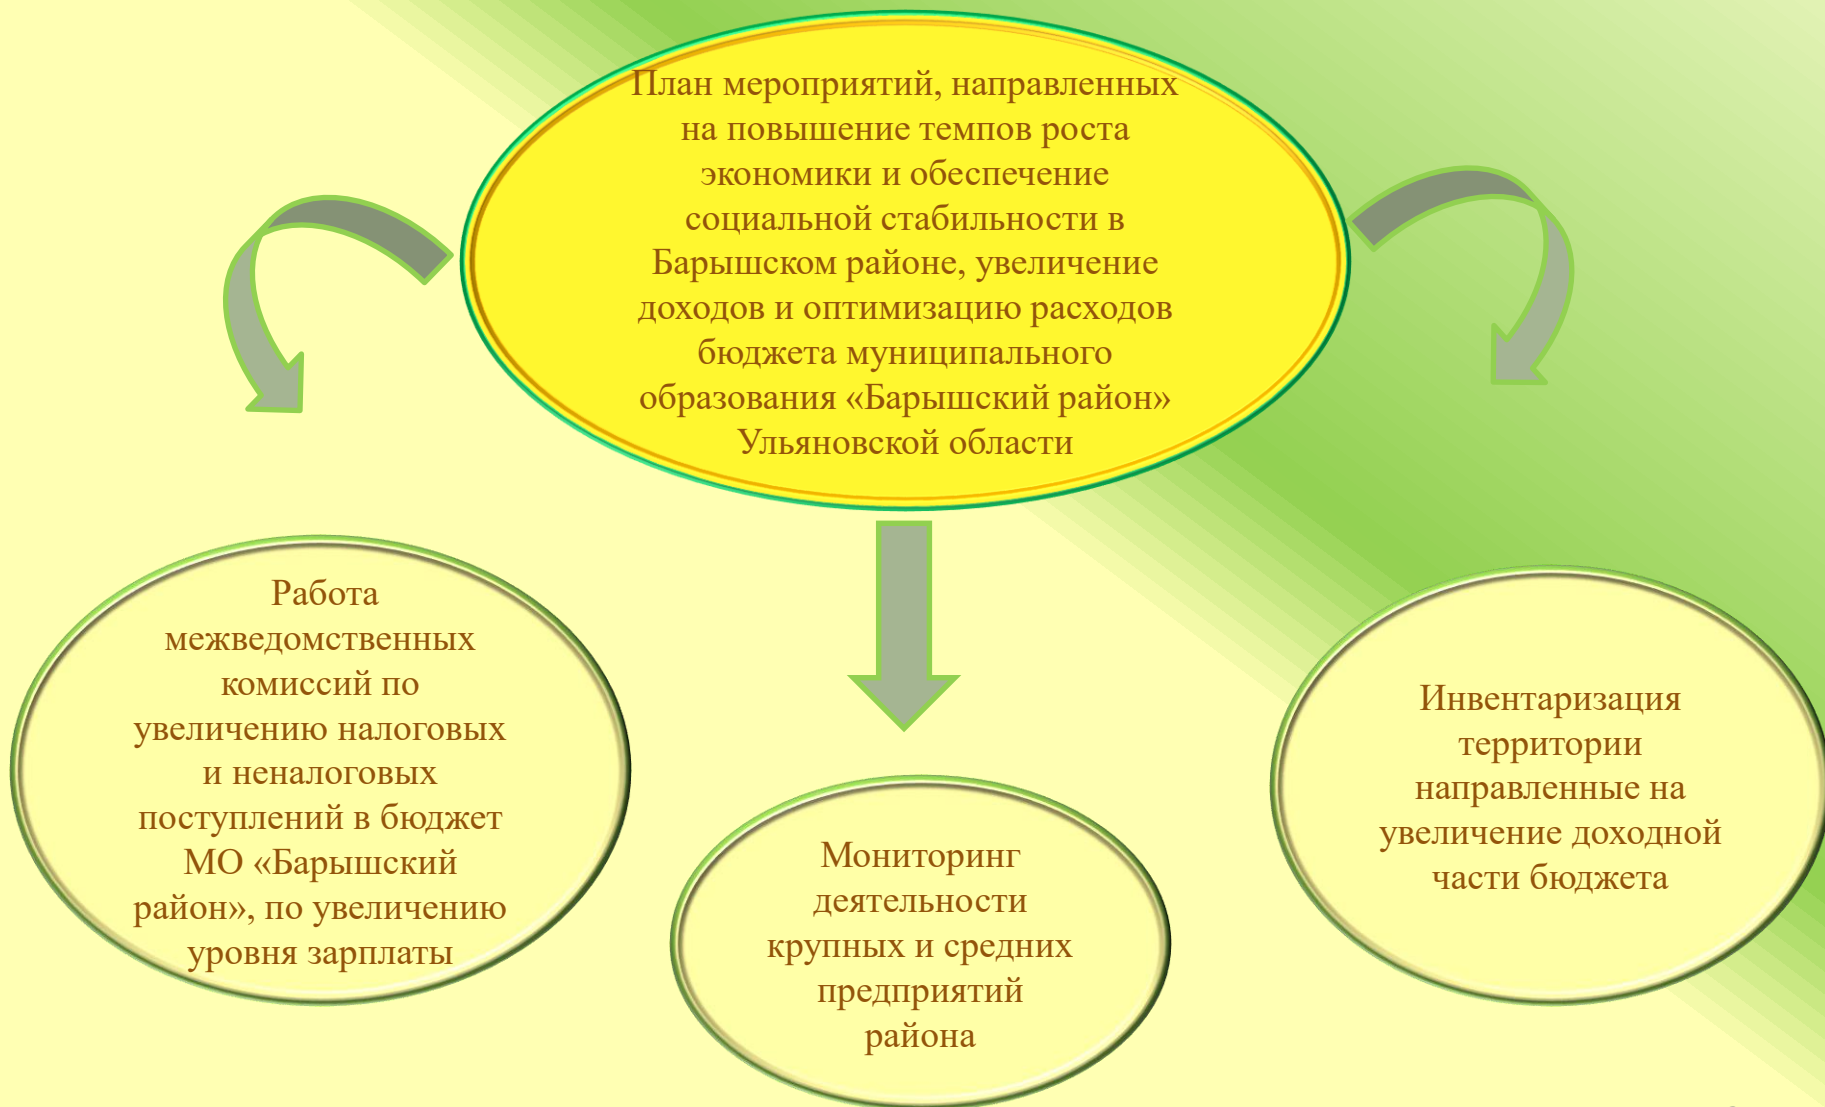 План мероприятий, направленных
на повышение темпов роста
экономики и обеспечение
социальной стабильности в
Барышском районе, увеличение
доходов и оптимизацию расходов
бюджета муниципального
образования «Барышский район»
Ульяновской области
Работа
межведомственных
комиссий по
увеличению налоговых
и неналоговых
поступлений в бюджет
МО «Барышский
район», по увеличению
уровня зарплаты
Мониторинг
деятельности
крупных и средних
предприятий
района
Инвентаризация
территории
направленные на
увеличение доходной
части бюджета